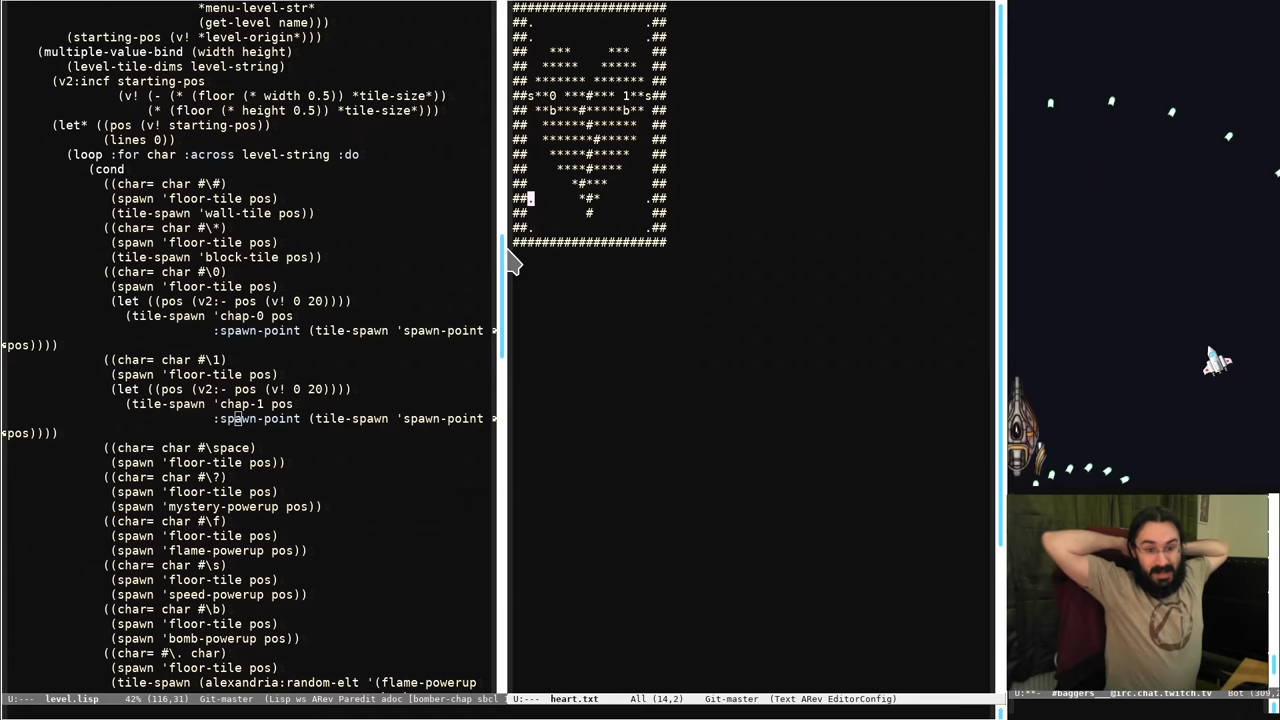 *menu-level-str*
(get-level name)))
(starting-pos (v! *level-origin*)))
(multiple-value-bind (width height)
(level-tile-dims level-string)
(v2:incf starting-pos
(v! (- (* (floor (* width 0.5)) *tile-size*))
(* (floor (* height 0.5)) *tile-size*)))
(let* ((pos (v! starting-pos))
(lines 0))
(loop :for char :across level-string :do
(cond
((char= char #\#)
(spawn 'floor-tile pos)
(tile-spawn 'wall-tile pos))
((char= char #\*)
(spawn 'floor-tile pos)
(tile-spawn 'block-tile pos))
((char= char #\0)
(spawn 'floor-tile pos)
(let ((pos (v2:- pos (v! 0 20))))
(tile-spawn 'chap-0 pos
:spawn-point (tile-spawn 'spawn-point
pos))))
((char= char #\1)
(spawn 'floor-tile pos)
(let ((pos (v2:- pos (v! 0 20))))
(tile-spawn 'chap-1 pos
:spawn-point (tile-spawn 'spawn-point
pos))))
((char= char #\space)
(spawn 'floor-tile pos))
((char= char #\?)
(spawn 'floor-tile pos)
(spawn 'mystery-powerup pos))
((char= char #\f)
(spawn 'floor-tile pos)
(spawn 'flame-powerup pos))
((char= char #\s)
(spawn 'floor-tile pos)
(spawn 'speed-powerup pos))
((char= char #\b)
(spawn 'floor-tile pos)
(spawn 'bomb-powerup pos))
((char= #\. char)
(spawn 'floor-tile pos)
(tile-spawn (alexandria:random-elt '(flame-powerup
U:---  level.lisp     42% (116,31)  Git-master  (Lisp ws ARev Paredit adoc [bomber-chap sbcl
#####################
##.               .##
##.               .##
##   ***     ***   ##
##  *****   *****  ##
## ******* ******* ##
##s**0 ***#*** 1**s##
## **b***#*****b** ##
##  ******#******  ##
##  *******#*****  ##
##   *****#*****   ##
##    ****#****    ##
##      *#***      ##
##.      *#*      .##
##        #        ##
##.               .##
#####################
U:---  heart.txt      All (14,2)     Git-master  (Text ARev EditorConfig)
U:**-  #baggers___@irc.chat.twitch.tv   Bot (309,2